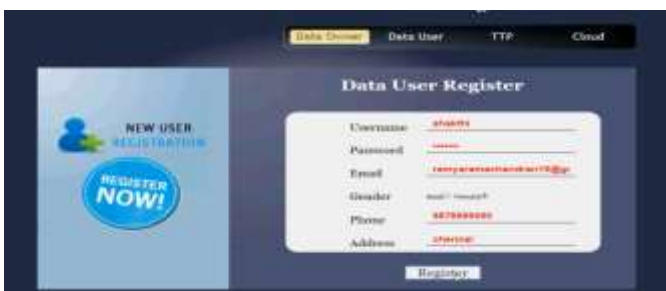 Data Owner Data User TTP Cloud
NEW USER
REGISTRATION
REGISTER
NOW!
Data User Register
Username shakthi
Password
Email
Gender
Phone
Address chennai
Register